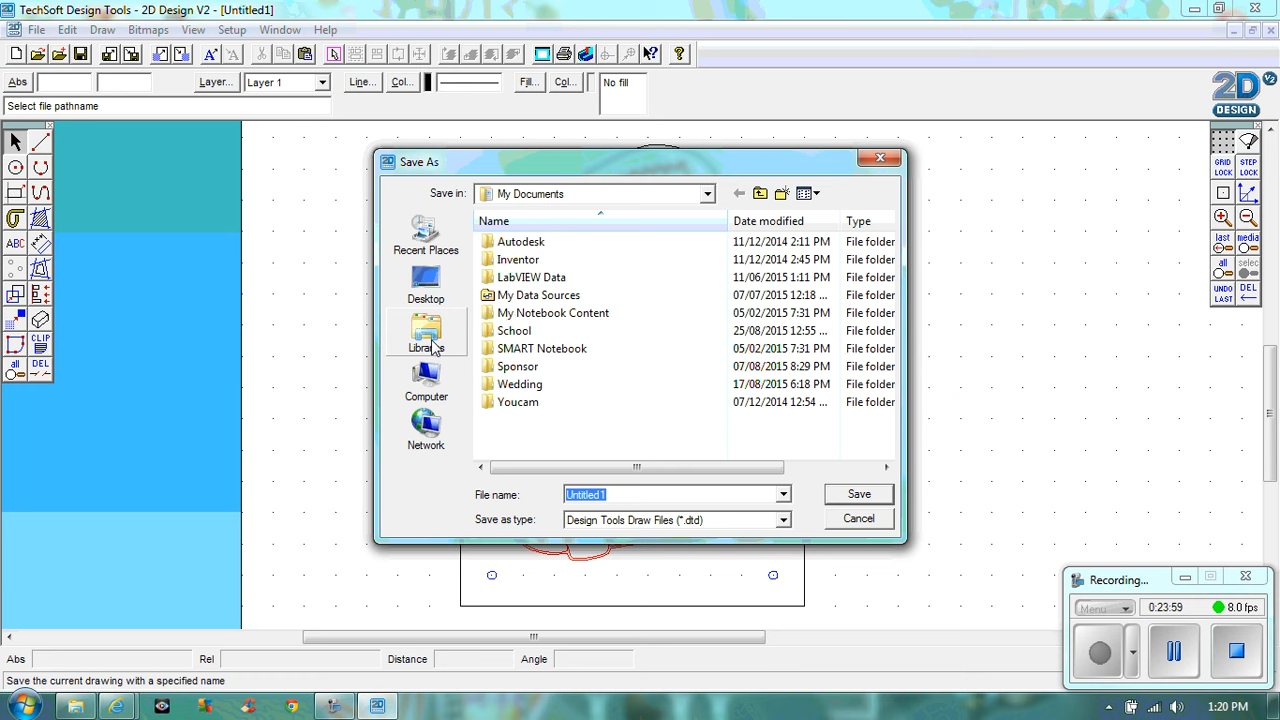 TechSoft Design Tools - 2D Design V2 - [Untitled1]
File Edit Draw Bitmaps View Setup Window Help
Abs Layer... Layer 1 Line... Col... Fill... Col... No fill
Select file pathname
2D V2
DESIGN
Save As
Save in: My Documents
Name Date modified Type
Autodesk 11/12/2014 2:11 PM File folder
Inventor 11/12/2014 2:45 PM File folder
LabVIEW Data 11/06/2015 1:11 PM File folder
My Data Sources 07/07/2015 12:18 ... File folder
My Notebook Content 05/02/2015 7:31 PM File folder
School 25/08/2015 12:55 ... File folder
SMART Notebook 05/02/2015 7:31 PM File folder
Sponsor 07/08/2015 8:29 PM File folder
Wedding 17/08/2015 6:18 PM File folder
Youcam 07/12/2014 12:54 ... File folder
Recent Places
Desktop
Libraries
Computer
Network
File name: Untitled1
Save as type: Design Tools Draw Files (*.dtd)
Save
Cancel
ABC
CLIP
all DEL
GRID LOCK STEP LOCK
last media
all selec
UNDO LAST DEL
Recording...
Menu 0:23:59 8.0 fps
Abs Rel Distance Angle
Save the current drawing with a specified name
1:20 PM